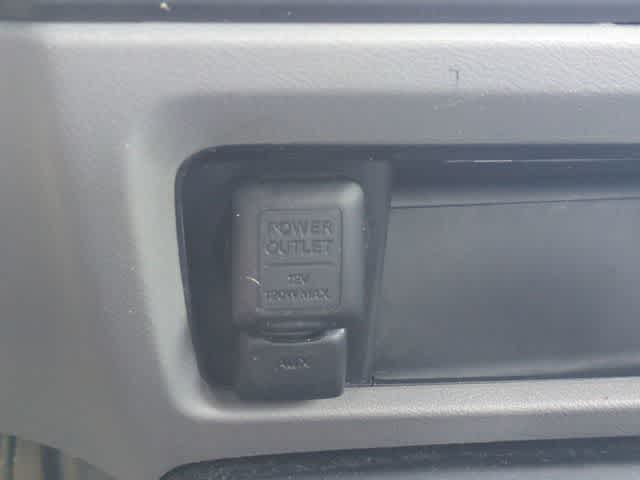 POWER
OUTLET
12V
120W MAX.
AUX